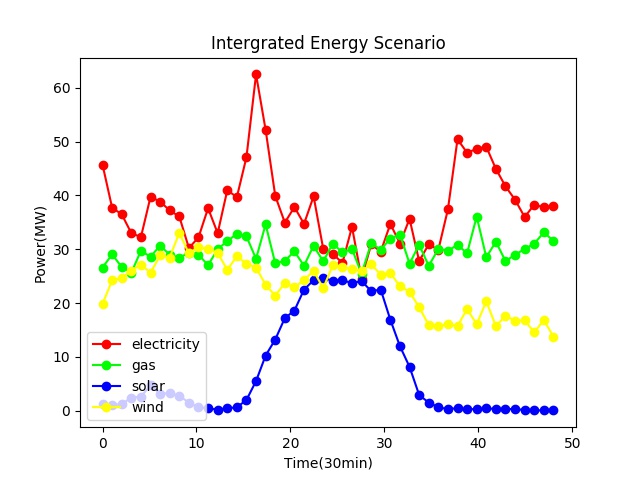 Intergrated Energy Scenario
Power(MW)
60
50
40
30
20
10
0
electricity
gas
solar
wind
0 10 20 30 40 50
Time(30min)